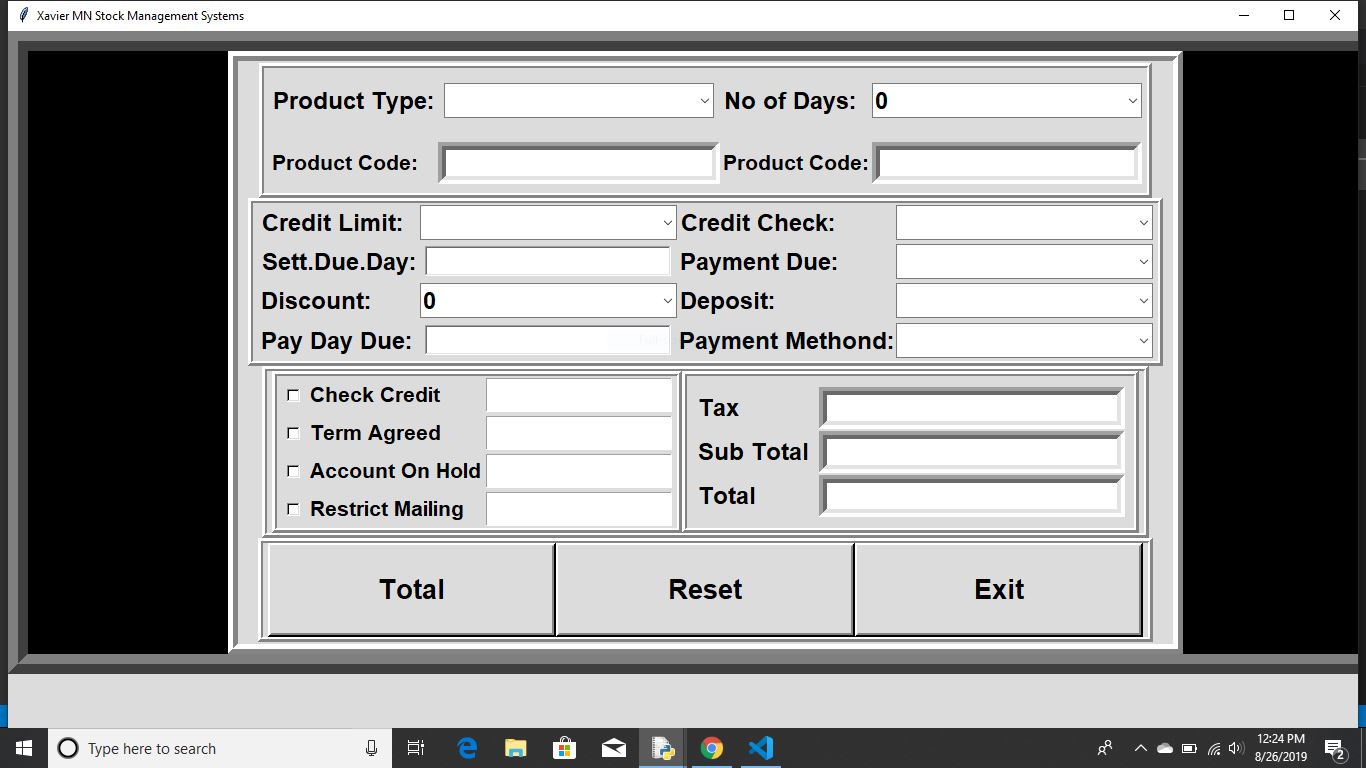 Xavier MN Stock Management Systems
Product Type: No of Days: 0
Product Code: Product Code:
Credit Limit: Credit Check:
Sett.Due.Day: Payment Due:
Discount: 0 Deposit:
Pay Day Due: Payment Methond:
Check Credit
Term Agreed
Account On Hold
Restrict Mailing
Tax
Sub Total
Total
Total Reset Exit
Type here to search
12:24 PM
8/26/2019
2